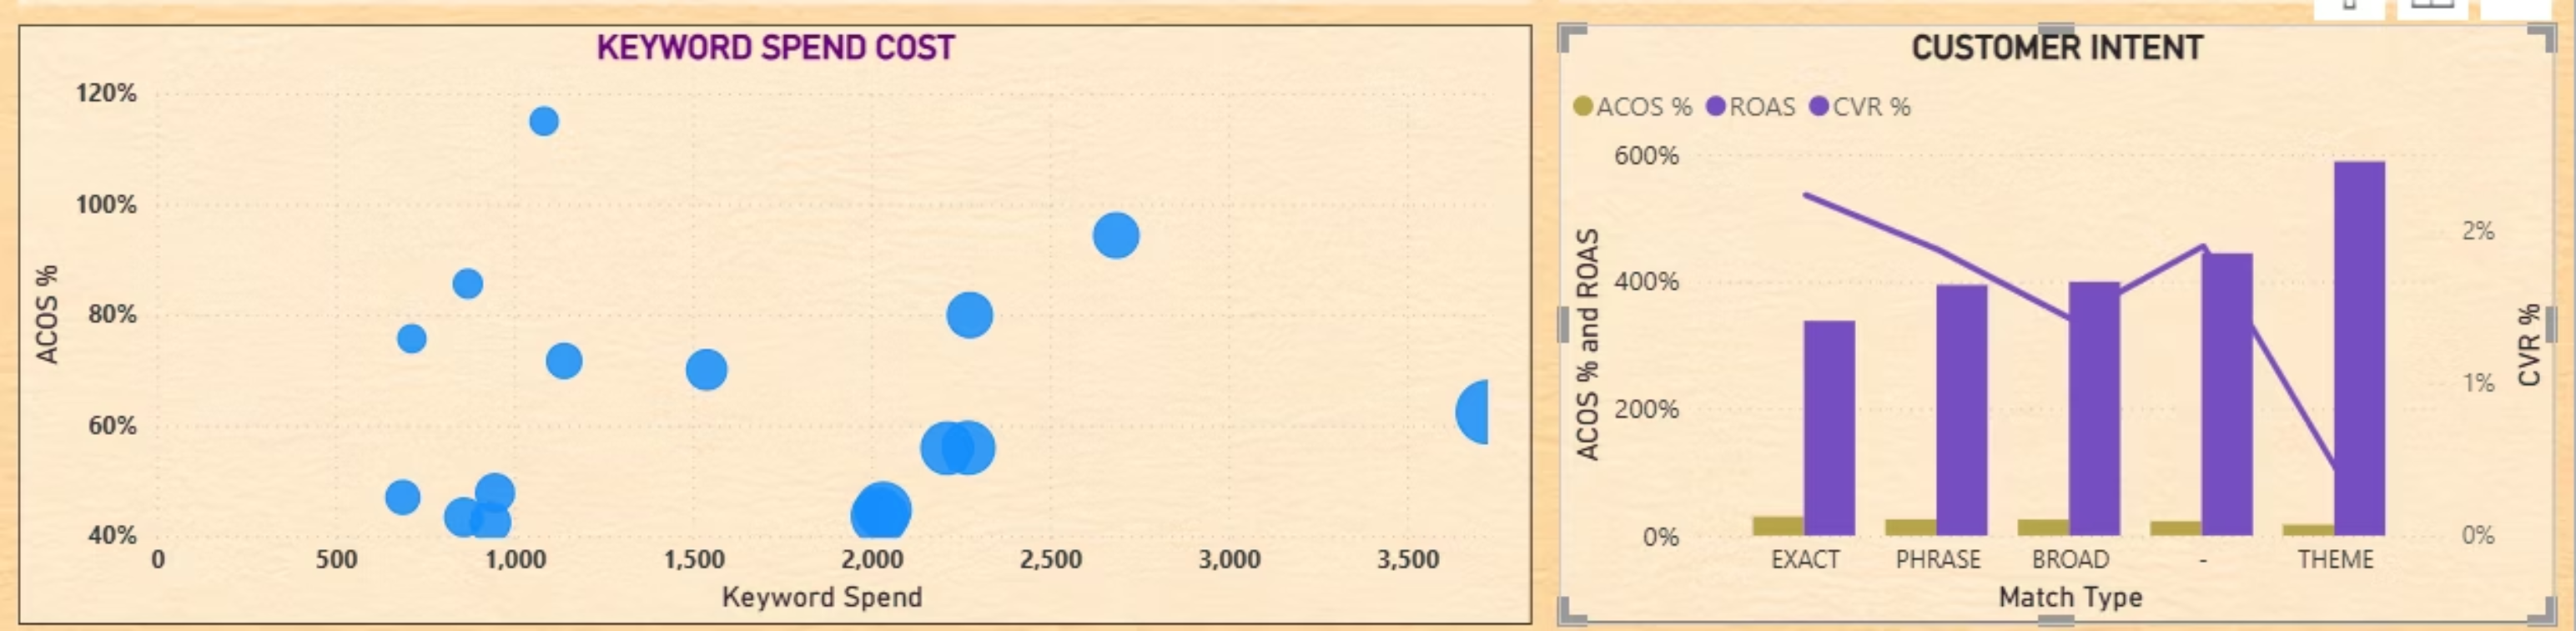 KEYWORD SPEND COST
120%
100%
80%
60%
40%
ACOS %
0 500 1,000 1,500 2,000 2,500 3,000 3,500
Keyword Spend
CUSTOMER INTENT
ACOS % ROAS CVR %
600%
400%
200%
0%
ACOS % and ROAS
2%
1%
0%
CVR %
EXACT PHRASE BROAD - THEME
Match Type